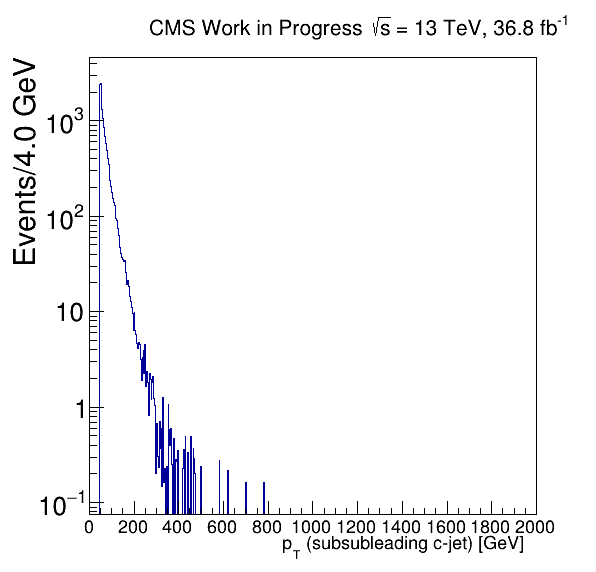 CMS Work in Progress √s = 13 TeV, 36.8 fb⁻¹
Events/4.0 GeV
10³
10²
10
1
10⁻¹
0 200 400 600 800 1000 1200 1400 1600 1800 2000
p_T (subsubleading c-jet) [GeV]